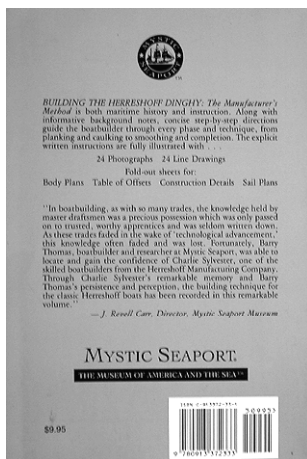 MYSTIC
SEAPORT
BUILDING THE HERRESHOFF DINGHY: The Manufacturer's
Method is both maritime history and instruction. Along with
informative background notes, concise step-by-step directions
guide the boatbuilder through every phase and technique, from
planking and caulking to smoothing and completion. The explicit
written instructions are fully illustrated with . . .
24 Photographs 24 Line Drawings
Fold-out sheets for:
Body Plans Table of Offsets Construction Details Sail Plans
"In boatbuilding, as with so many trades, the knowledge held by
master draftsmen was a precious possession which was only passed
on to trusted, worthy apprentices and was seldom written down.
As these trades faded in the wake of 'technological advancement,'
this knowledge often faded and was lost. Fortunately, Barry
Thomas, boatbuilder and researcher at Mystic Seaport, was able to
locate and gain the confidence of Charlie Sylvester, one of
the skilled boatbuilders from the Herreshoff Manufacturing Company.
Through Charlie Sylvester's remarkable memory and Barry
Thomas's persistence and perception, the building technique for
the classic Herreshoff boats has been recorded in this remarkable
volume."
— J. Revell Carr, Director, Mystic Seaport Museum
MYSTIC SEAPORT
THE MUSEUM OF AMERICA AND THE SEA™
$9.95
9 780913 372333